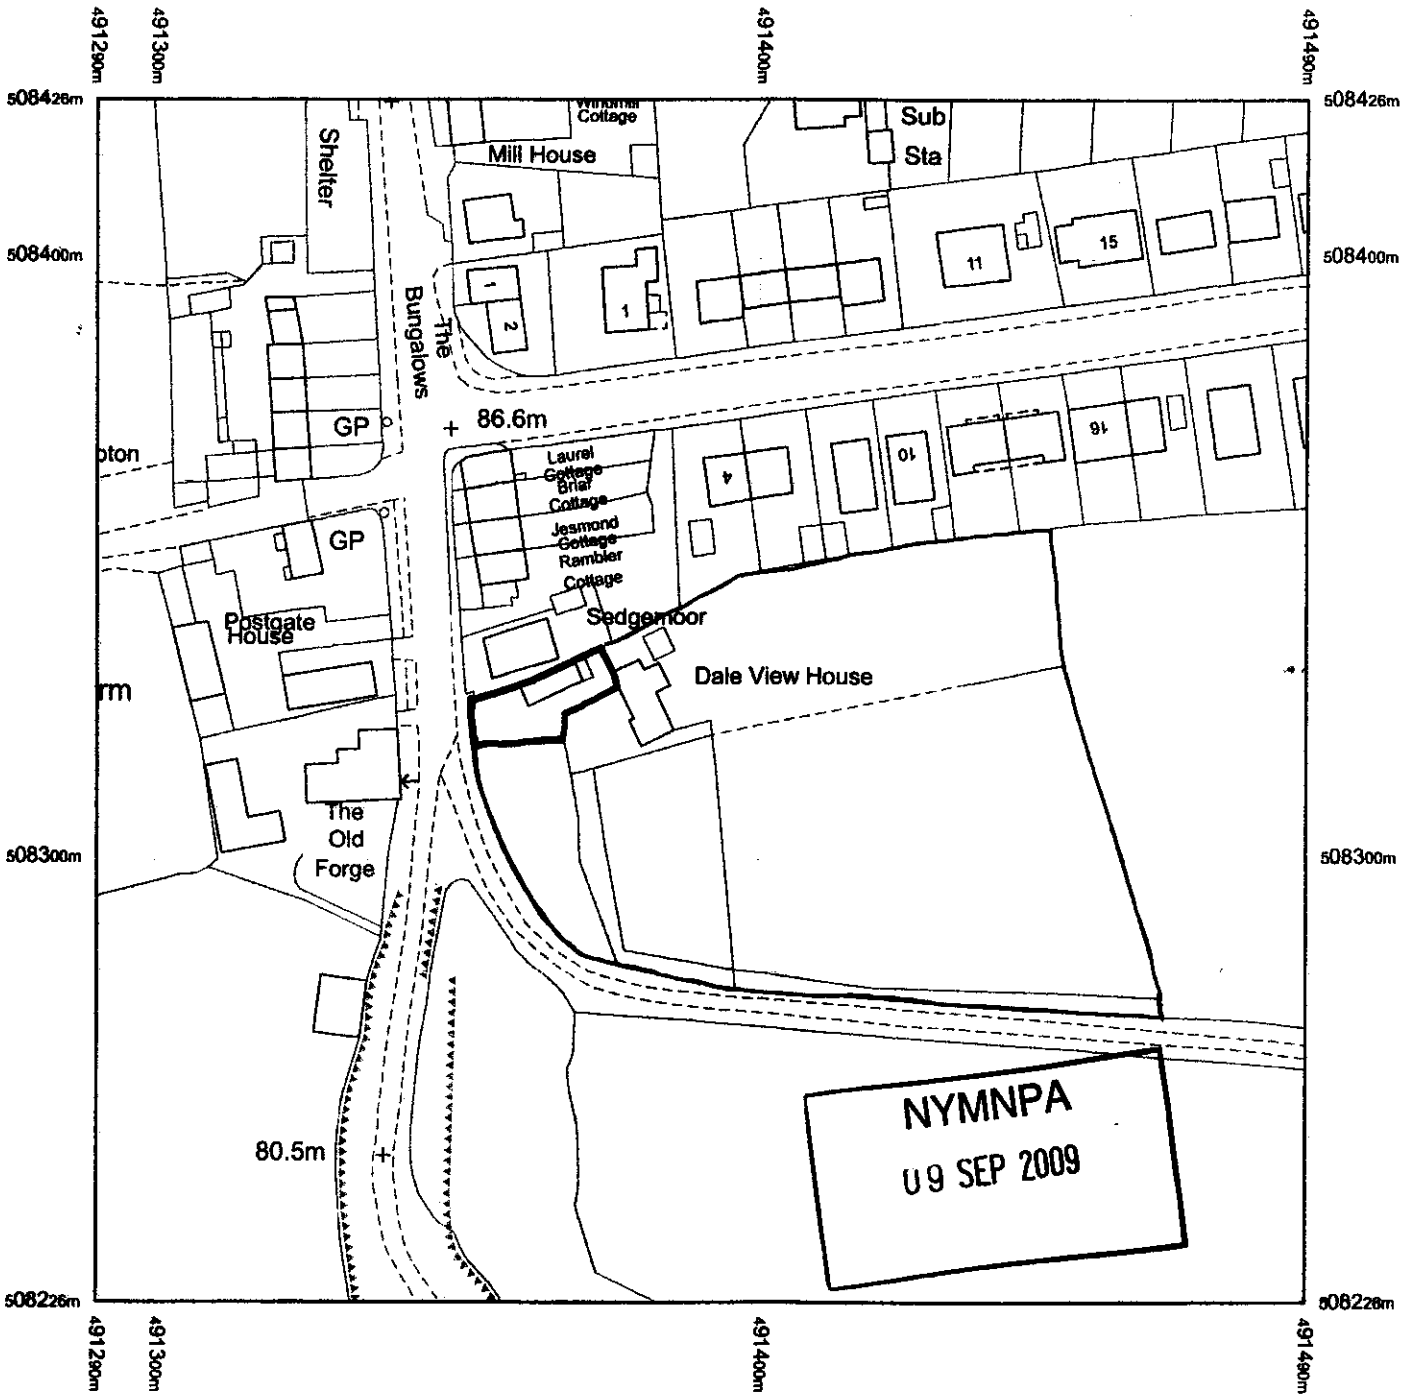 491290m
491300m
491400m
491490m
508426m
508426m
Windmill
Cottage
Sub
Sta
Mill House
Shelter
508400m
508400m
11
15
1
2
1
The
Bungalows
GP
86.6m
pton
Laurel
Cottage
Briar
Cottage
Jesmond
Cottage
Rambler
Cottage
4
10
16
GP
Postgate
House
Sedgemoor
rm
Dale View House
The
Old
Forge
508300m
508300m
80.5m
NYMNPA
09 SEP 2009
508226m
508226m
491290m
491300m
491400m
491490m